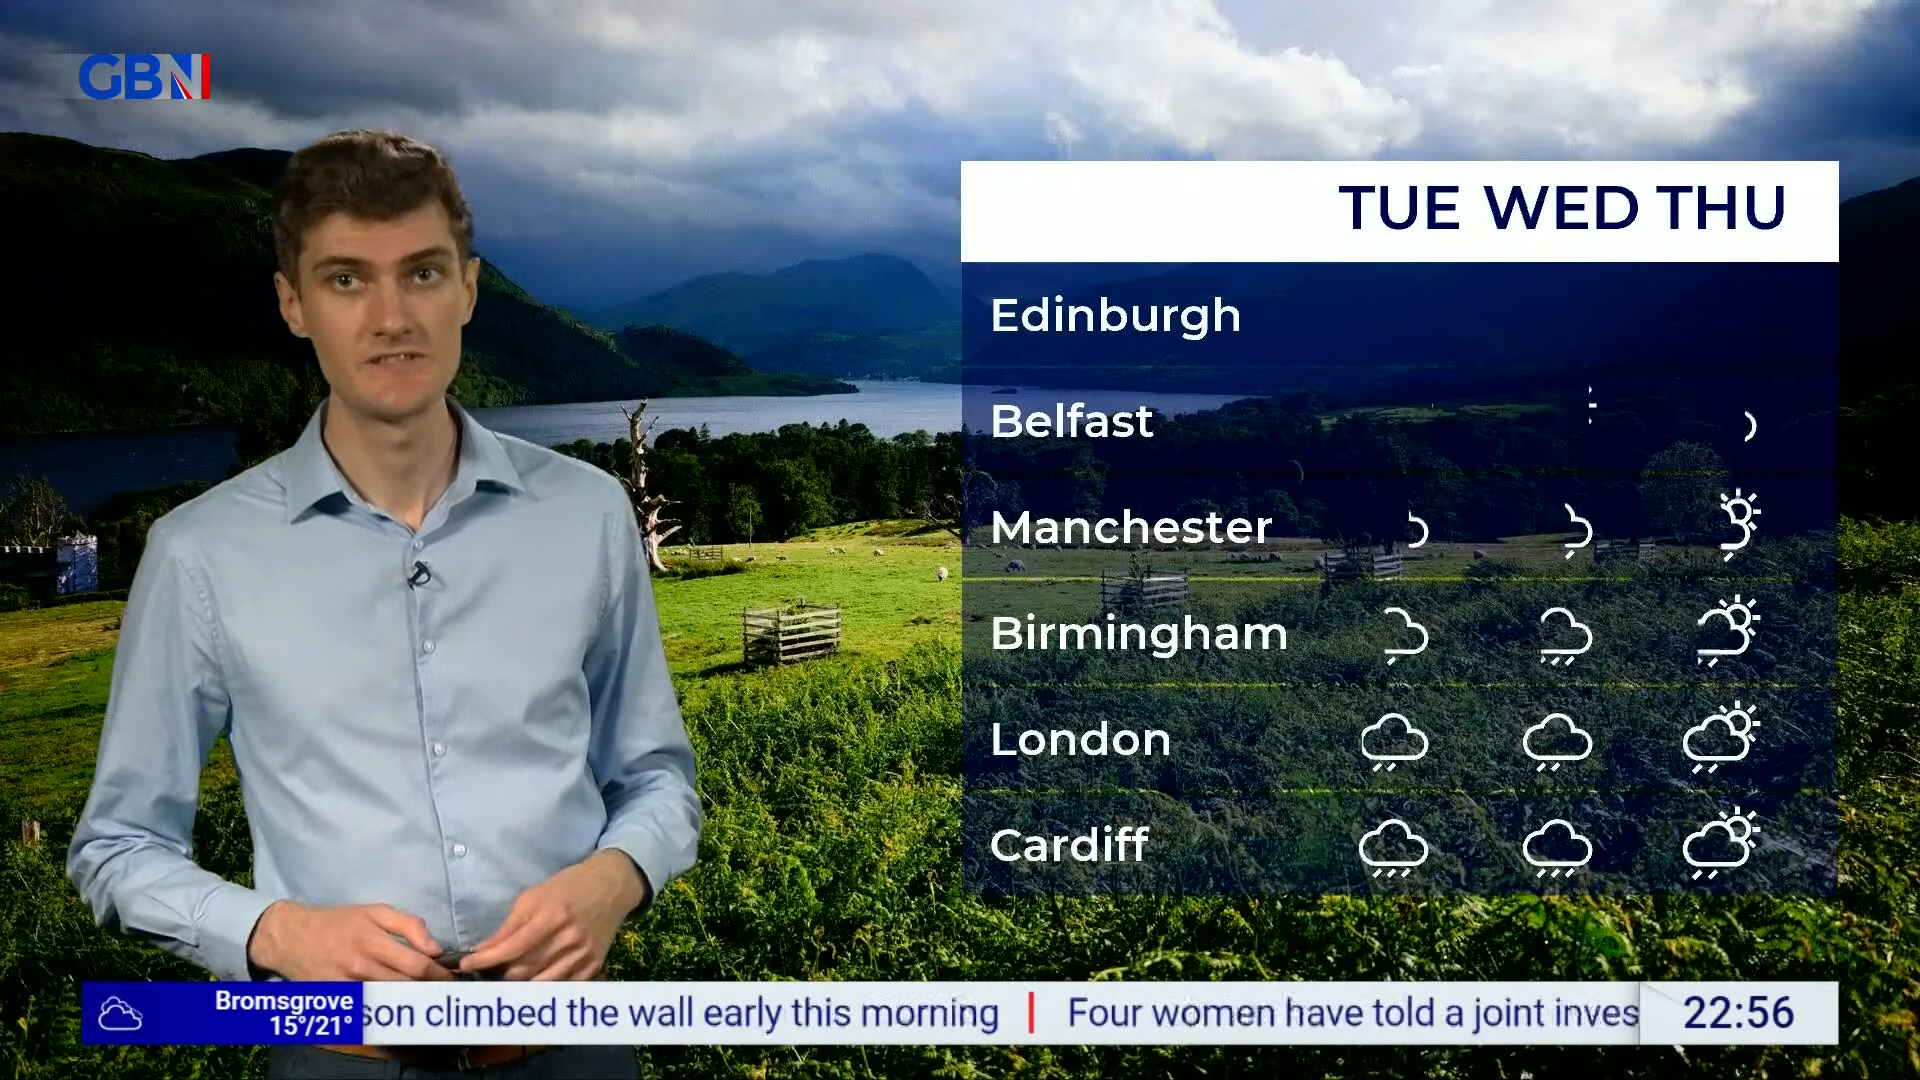 GBN
TUE WED THU
Edinburgh
Belfast
Manchester
Birmingham
London
Cardiff
Bromsgrove
15°/21°
son climbed the wall early this morning | Four women have told a joint inves
22:56